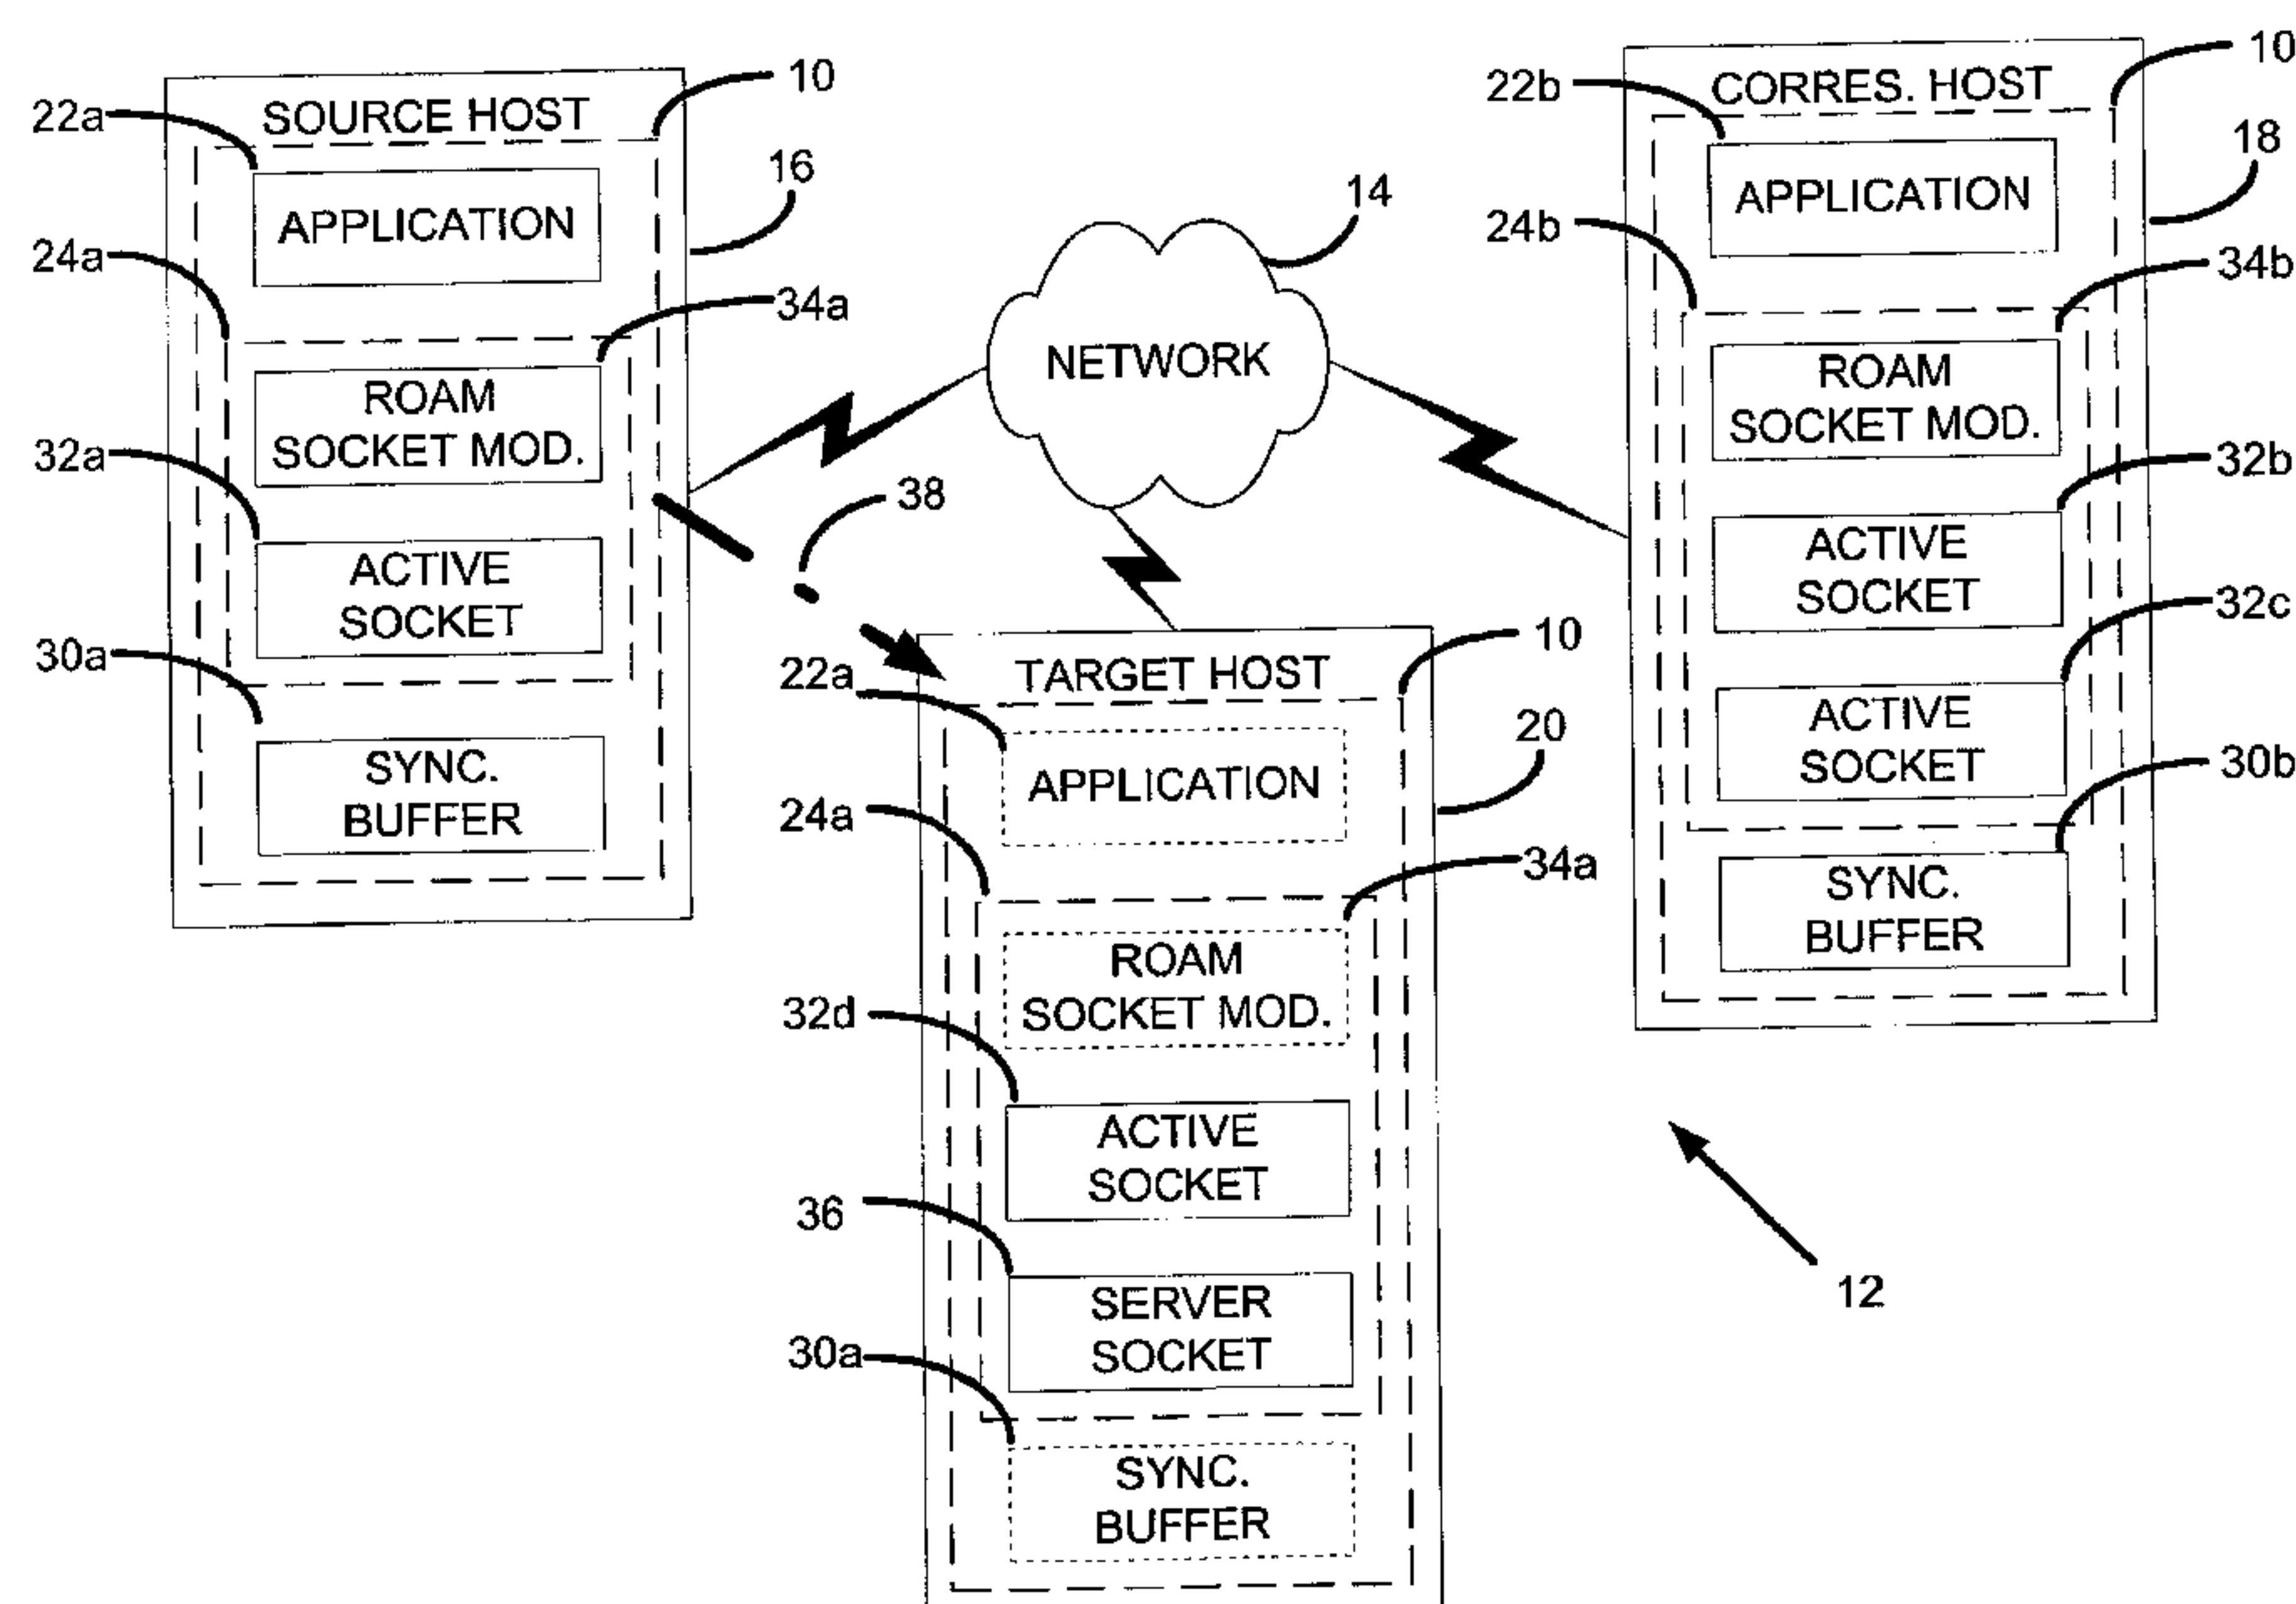 10
SOURCE HOST
22a
16
APPLICATION
24a
34a
ROAM
SOCKET MOD.
32a
ACTIVE
SOCKET
30a
SYNC.
BUFFER
14
NETWORK
38
10
CORRES. HOST
22b
18
APPLICATION
24b
34b
ROAM
SOCKET MOD.
32b
ACTIVE
SOCKET
32c
ACTIVE
SOCKET
30b
SYNC.
BUFFER
10
TARGET HOST
22a
20
APPLICATION
24a
34a
ROAM
SOCKET MOD.
32d
ACTIVE
SOCKET
36
SERVER
SOCKET
30a
SYNC.
BUFFER
12